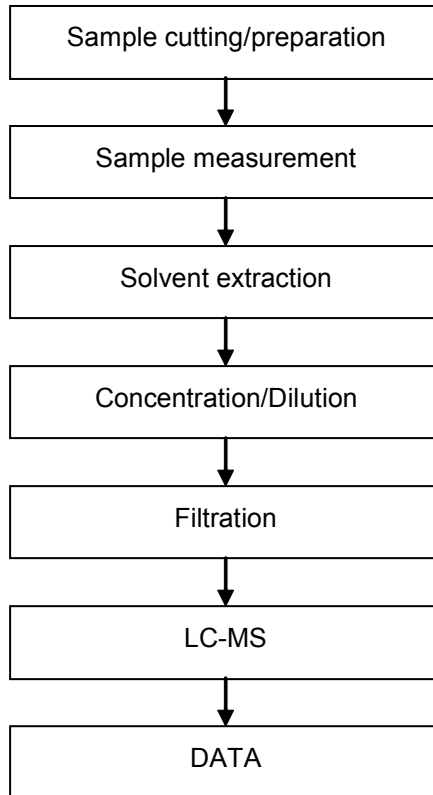 Sample cutting/preparation
Sample measurement
Solvent extraction
Concentration/Dilution
Filtration
LC-MS
DATA